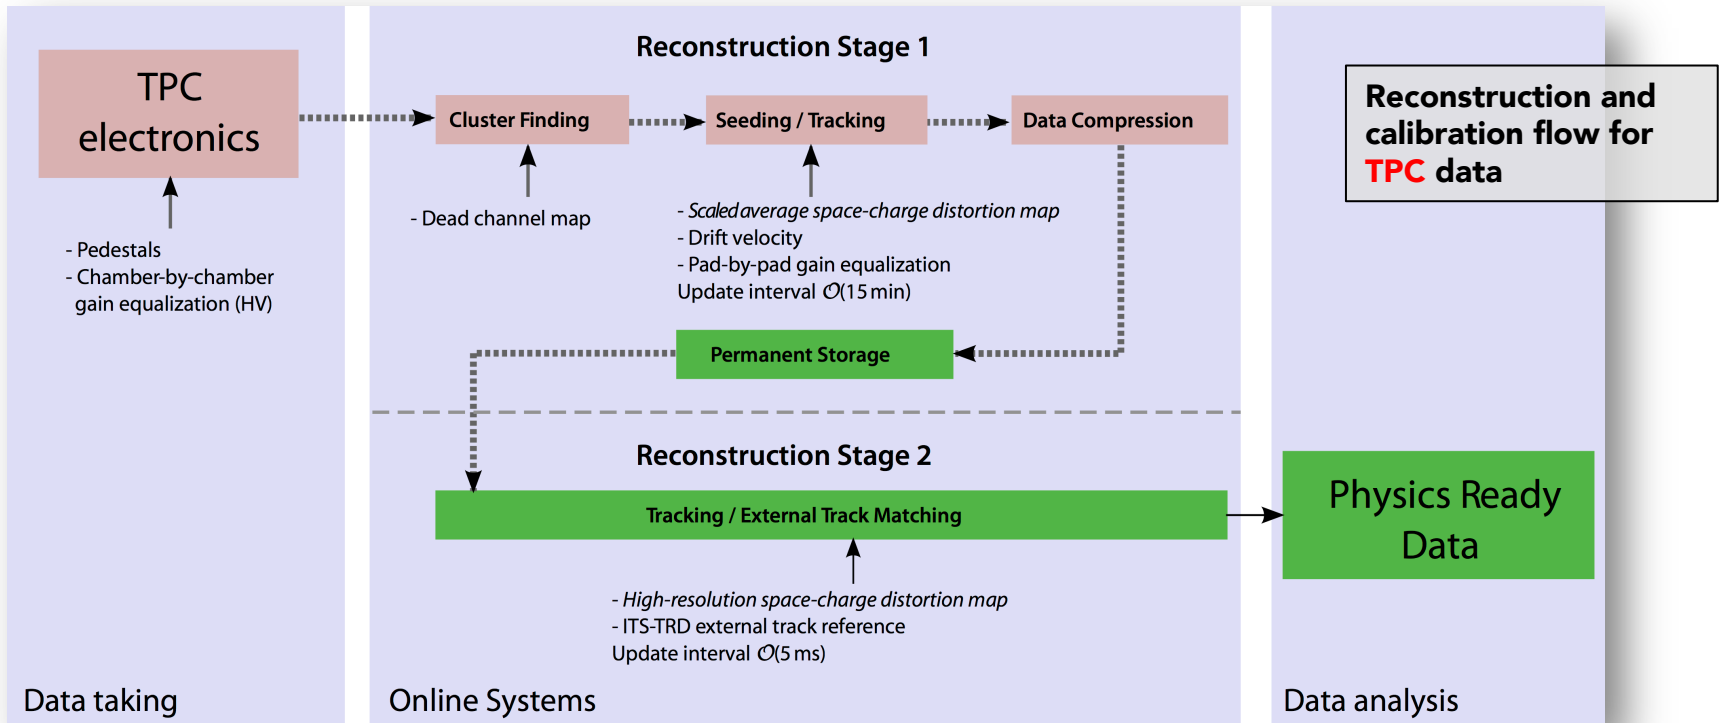 Reconstruction Stage 1
TPC
electronics
Cluster Finding
Seeding / Tracking
Data Compression
Reconstruction and
calibration flow for
TPC data
- Pedestals
- Chamber-by-chamber
gain equalization (HV)
- Dead channel map
- Scaled average space-charge distortion map
- Drift velocity
- Pad-by-pad gain equalization
Update interval 𝒪(15 min)
Permanent Storage
Reconstruction Stage 2
Tracking / External Track Matching
Physics Ready
Data
- High-resolution space-charge distortion map
- ITS-TRD external track reference
Update interval 𝒪(5 ms)
Data taking
Online Systems
Data analysis